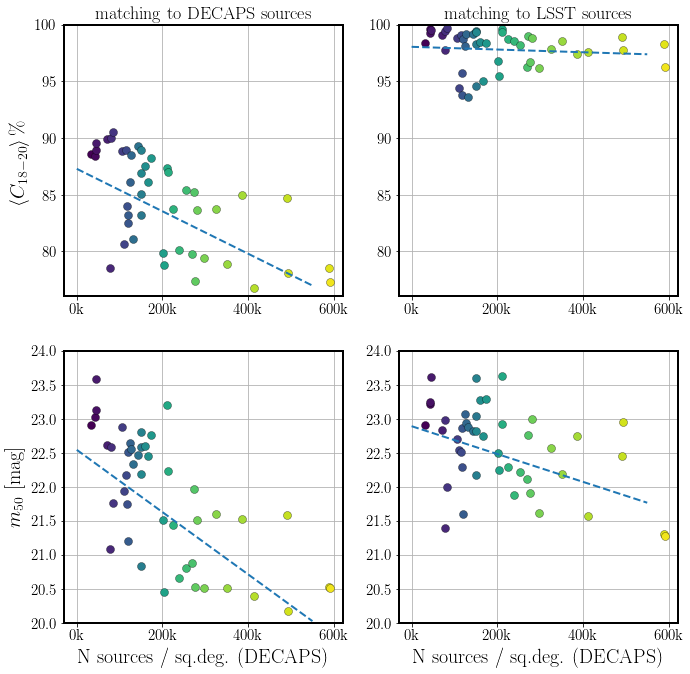 matching to DECAPS sources
matching to LSST sources
⟨C₁₈₋₂₀⟩ %
100
95
90
85
80
0k 200k 400k 600k
100
95
90
85
80
0k 200k 400k 600k
m₅₀ [mag]
24.0
23.5
23.0
22.5
22.0
21.5
21.0
20.5
20.0
0k 200k 400k 600k
N sources / sq.deg. (DECAPS)
24.0
23.5
23.0
22.5
22.0
21.5
21.0
20.5
20.0
0k 200k 400k 600k
N sources / sq.deg. (DECAPS)